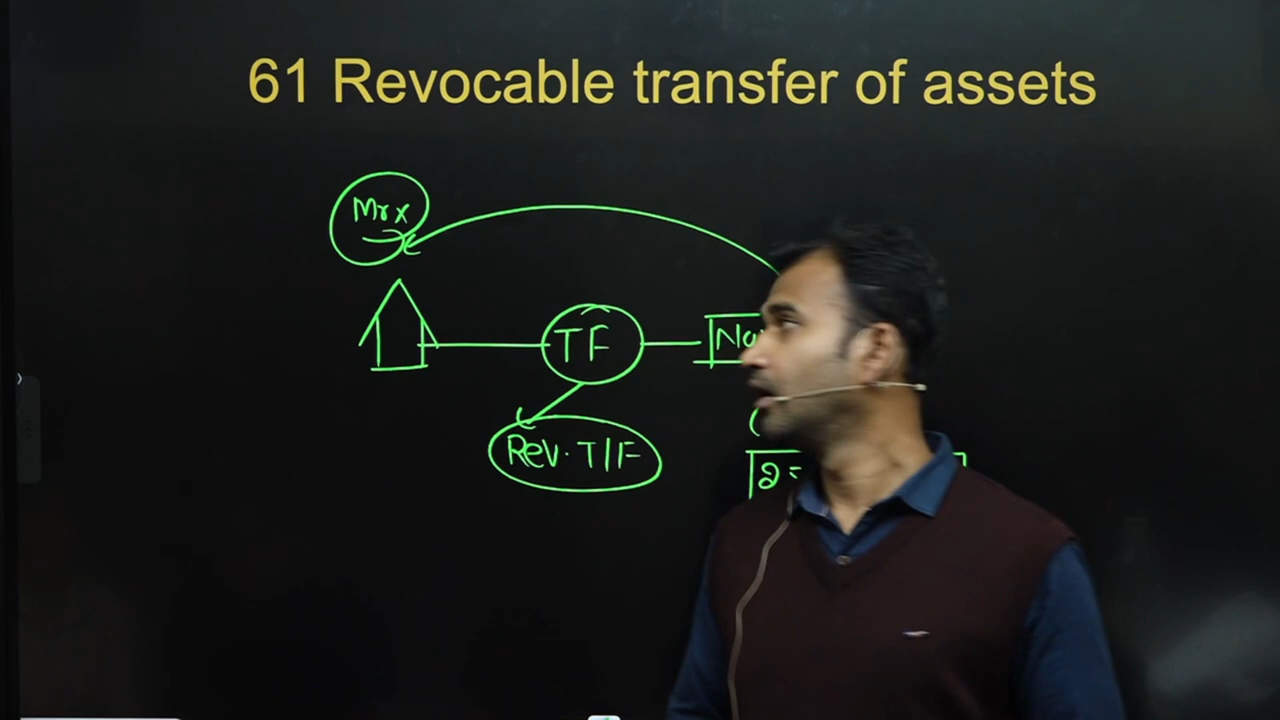 61 Revocable transfer of assets
Mr x
TF
Rev. T/F